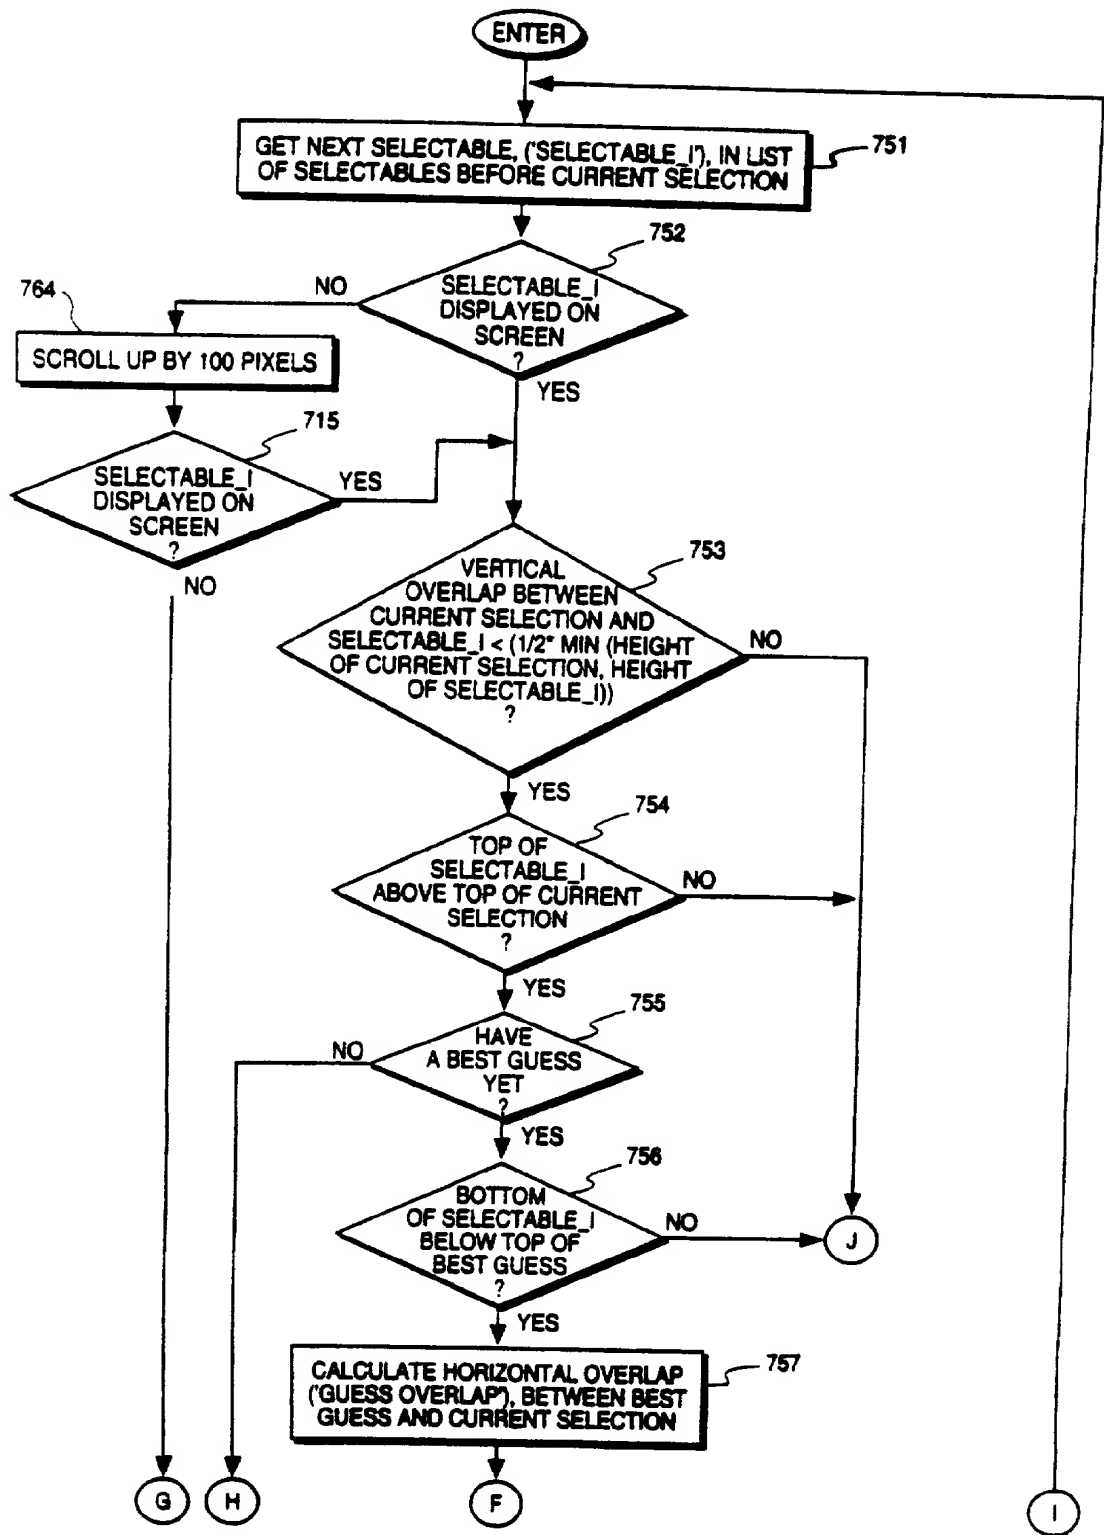 ENTER
GET NEXT SELECTABLE, ('SELECTABLE_I'), IN LIST
OF SELECTABLES BEFORE CURRENT SELECTION
751
752
SELECTABLE_I
DISPLAYED ON
SCREEN
?
NO
YES
764
SCROLL UP BY 100 PIXELS
715
SELECTABLE_I
DISPLAYED ON
SCREEN
?
YES
NO
753
VERTICAL
OVERLAP BETWEEN
CURRENT SELECTION AND
SELECTABLE_I < (1/2* MIN (HEIGHT
OF CURRENT SELECTION, HEIGHT
OF SELECTABLE_I))
?
NO
YES
754
TOP OF
SELECTABLE_I
ABOVE TOP OF CURRENT
SELECTION
?
NO
YES
755
HAVE
A BEST GUESS
YET
?
NO
YES
756
BOTTOM
OF SELECTABLE_I
BELOW TOP OF
BEST GUESS
?
NO
J
YES
757
CALCULATE HORIZONTAL OVERLAP
('GUESS OVERLAP'), BETWEEN BEST
GUESS AND CURRENT SELECTION
G
H
F
I